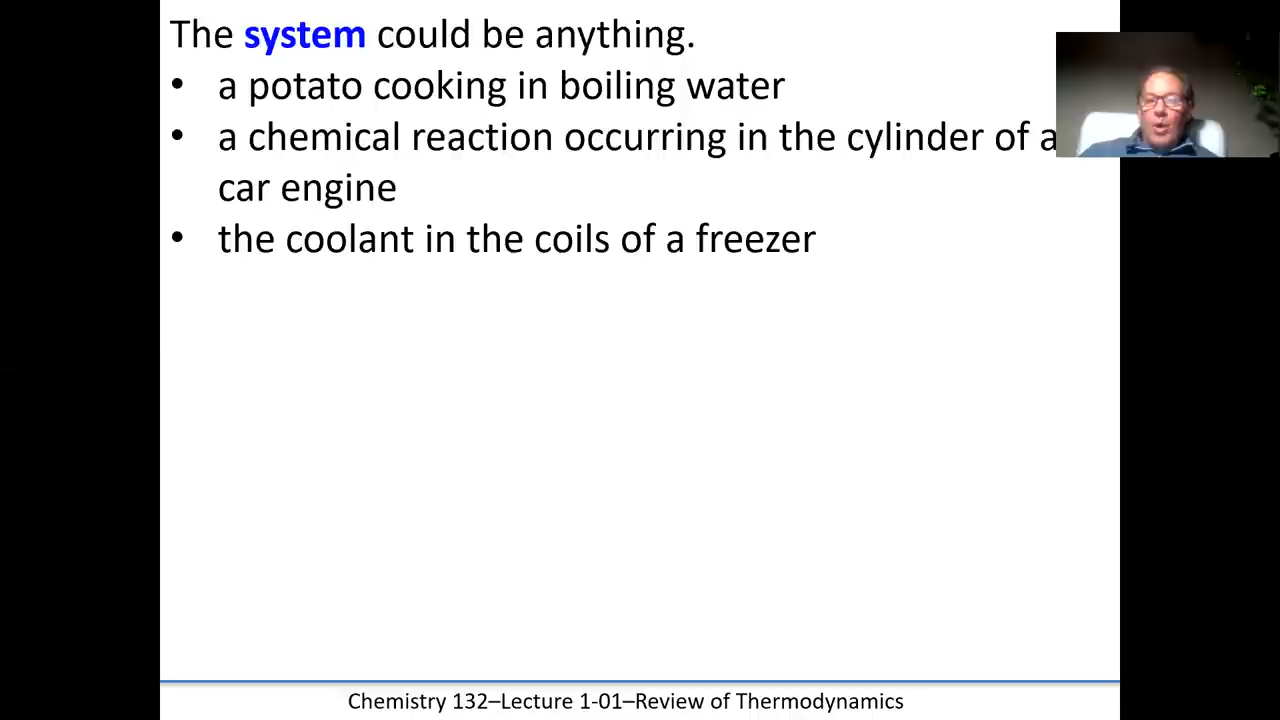 The system could be anything.
• a potato cooking in boiling water
• a chemical reaction occurring in the cylinder of a
car engine
• the coolant in the coils of a freezer
Chemistry 132–Lecture 1-01–Review of Thermodynamics